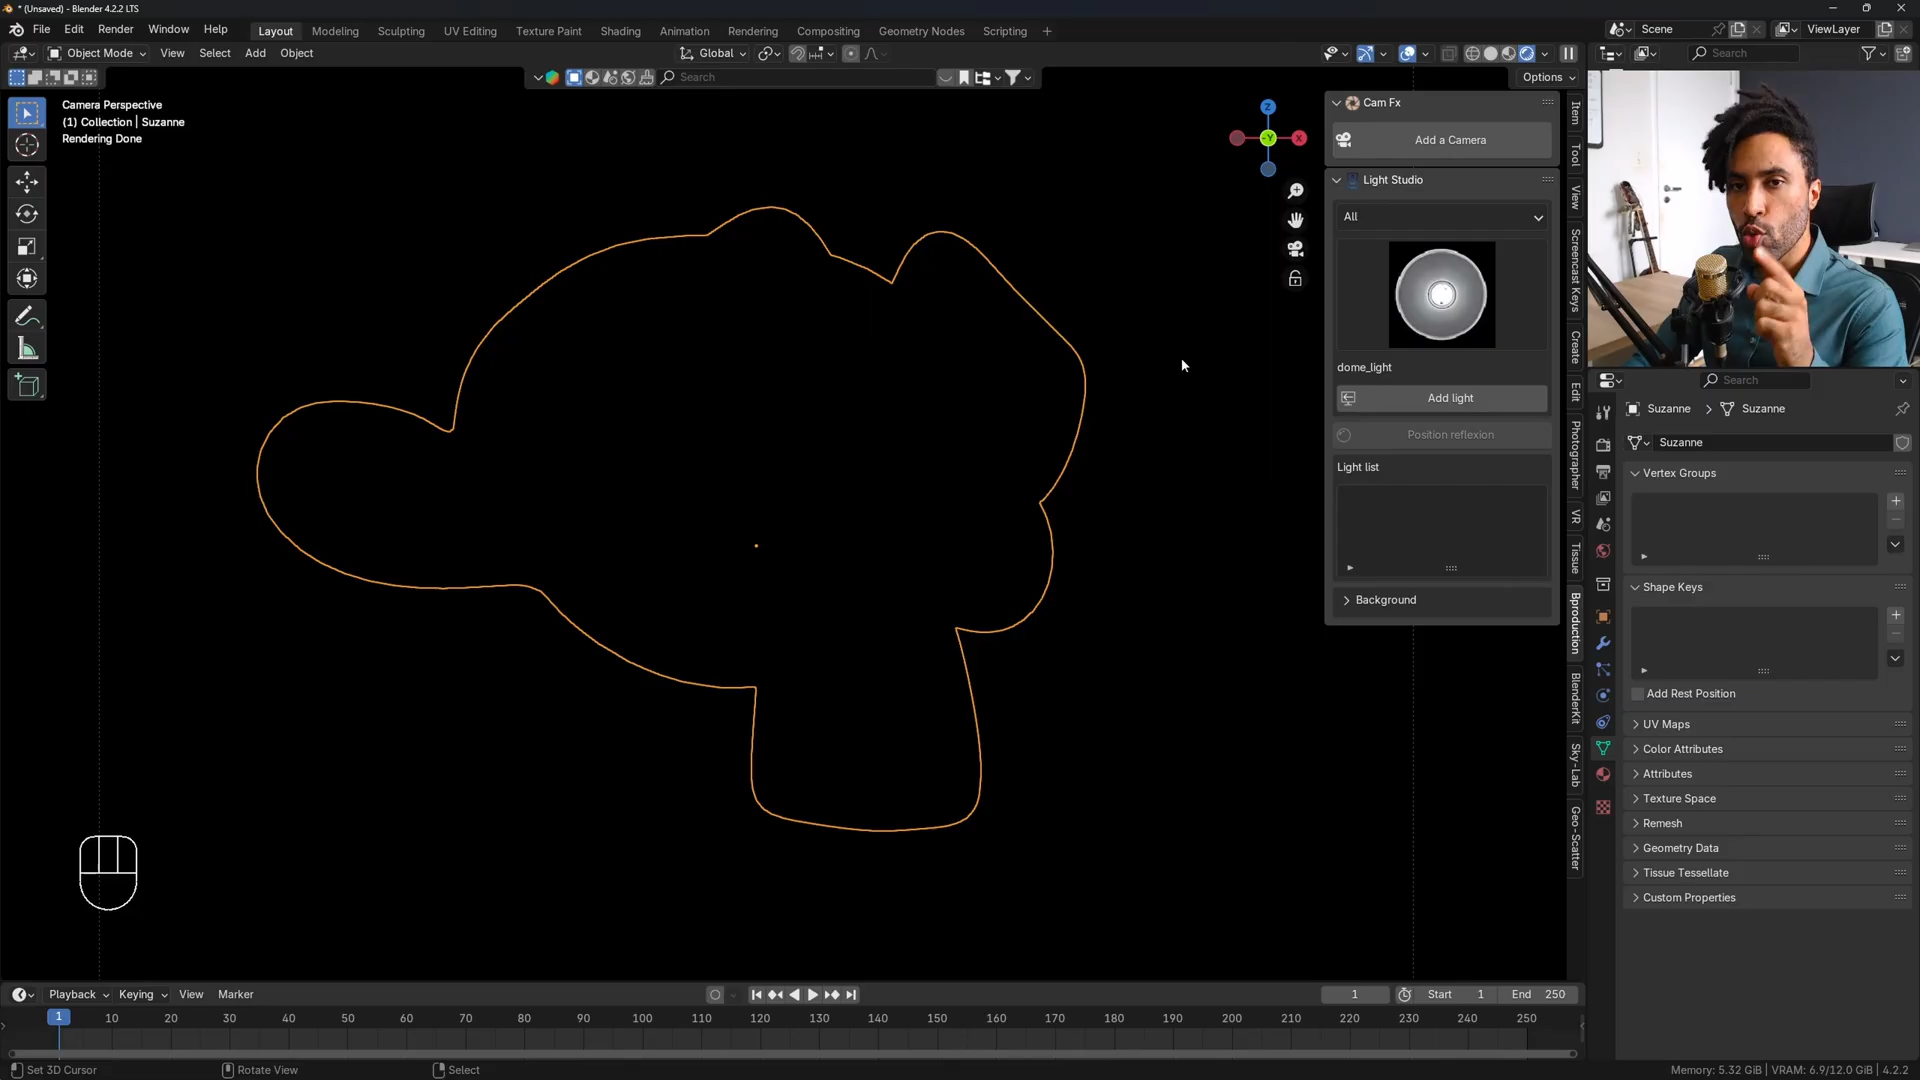 * (Unsaved) - Blender 4.2.2 LTS
File Edit Render Window Help
Layout Modeling Sculpting UV Editing Texture Paint Shading Animation Rendering Compositing Geometry Nodes Scripting +
Scene
ViewLayer
Object Mode View Select Add Object
Global
Search
Search
Options
Camera Perspective
(1) Collection | Suzanne
Rendering Done
Z
-Y
X
Cam Fx
Add a Camera
Light Studio
All
dome_light
Add light
Position reflexion
Light list
Background
Item
Tool
View
Screencast Keys
Create
Edit
Photographer
VR
Tissue
Bproduction
BlenderKit
Sky-Lab
Geo-Scatter
Search
Suzanne > Suzanne
Suzanne
Vertex Groups
Shape Keys
Add Rest Position
UV Maps
Color Attributes
Attributes
Texture Space
Remesh
Geometry Data
Tissue Tessellate
Custom Properties
Playback Keying View Marker
1
Start 1
End 250
1 10 20 30 40 50 60 70 80 90 100 110 120 130 140 150 160 170 180 190 200 210 220 230 240 250
Set 3D Cursor
Rotate View
Select
Memory: 5.32 GiB | VRAM: 6.9/12.0 GiB | 4.2.2